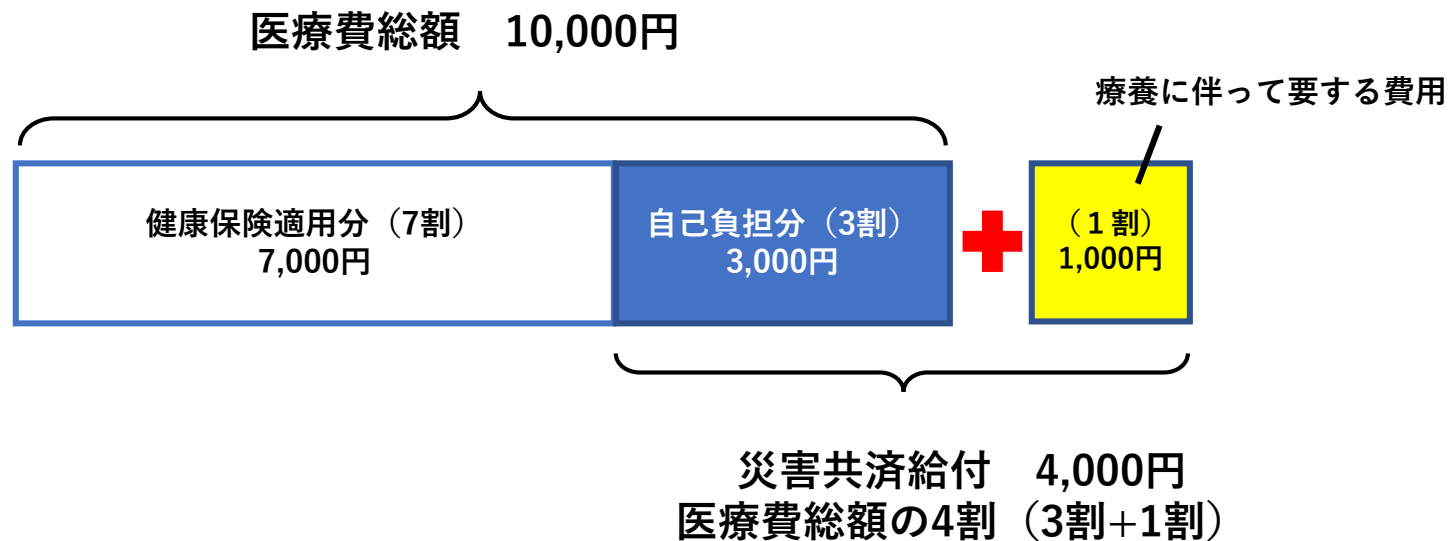 医療費総額　10,000円
療養に伴って要する費用
健康保険適用分（7割）
7,000円
自己負担分（3割）
3,000円
（１割）
1,000円
災害共済給付　4,000円
医療費総額の4割（3割+1割）